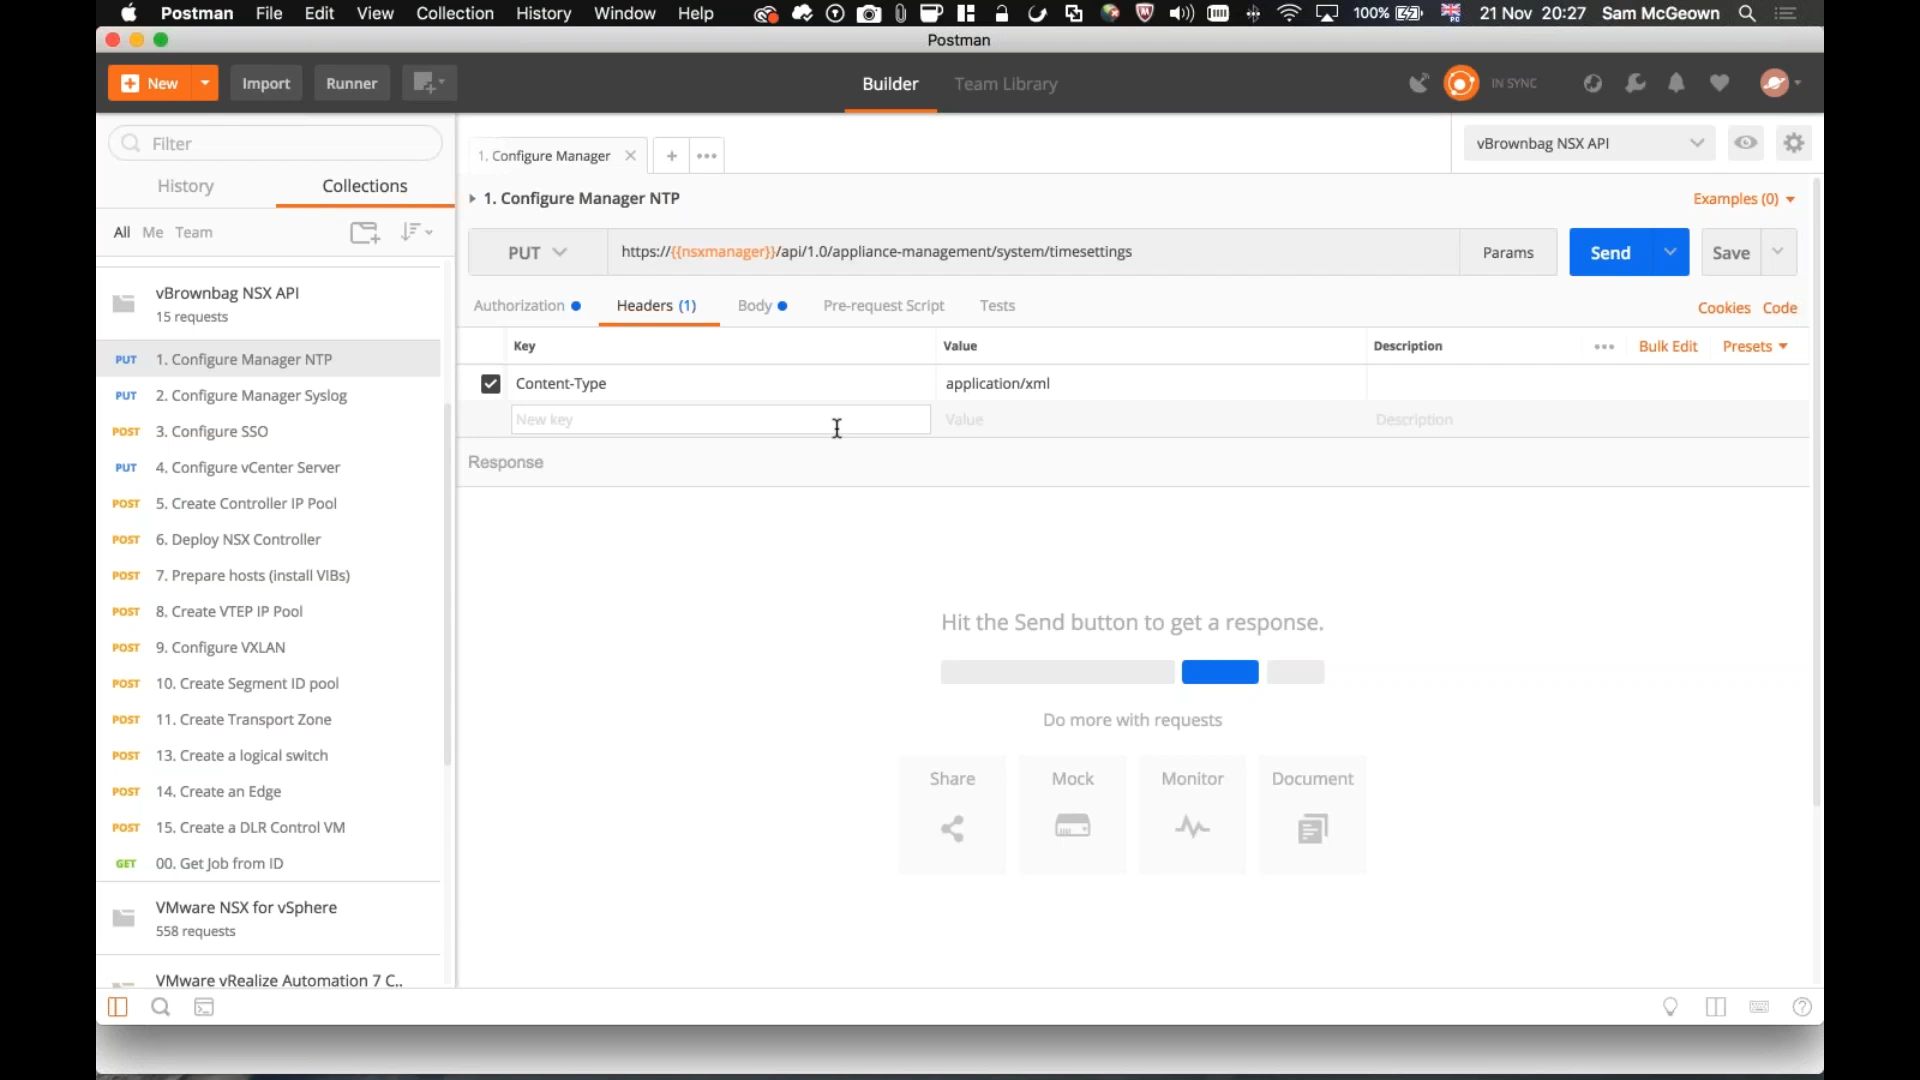 Postman File Edit View Collection History Window Help 100% 21 Nov 20:27 Sam McGeown
Postman
New Import Runner Builder Team Library IN SYNC
Filter
History Collections
All Me Team
vBrownbag NSX API
15 requests
PUT 1. Configure Manager NTP
PUT 2. Configure Manager Syslog
POST 3. Configure SSO
PUT 4. Configure vCenter Server
POST 5. Create Controller IP Pool
POST 6. Deploy NSX Controller
POST 7. Prepare hosts (install VIBs)
POST 8. Create VTEP IP Pool
POST 9. Configure VXLAN
POST 10. Create Segment ID pool
POST 11. Create Transport Zone
POST 13. Create a logical switch
POST 14. Create an Edge
POST 15. Create a DLR Control VM
GET 00. Get Job from ID
VMware NSX for vSphere
558 requests
VMware vRealize Automation 7 C..
1. Configure Manager
vBrownbag NSX API
1. Configure Manager NTP Examples (0)
PUT https://{{nsxmanager}}/api/1.0/appliance-management/system/timesettings Params Send Save
Authorization Headers (1) Body Pre-request Script Tests Cookies Code
Key Value Description Bulk Edit Presets
Content-Type application/xml
New key Value Description
Response
Hit the Send button to get a response.
Do more with requests
Share Mock Monitor Document